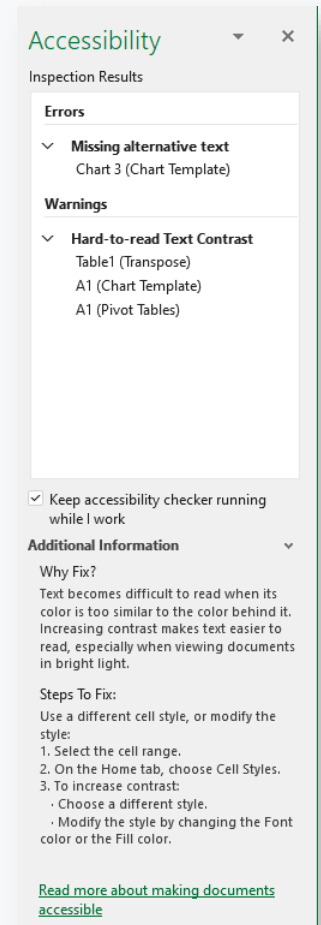 Accessibility
Inspection Results
Errors
Missing alternative text
Chart 3 (Chart Template)
Warnings
Hard-to-read Text Contrast
Table1 (Transpose)
A1 (Chart Template)
A1 (Pivot Tables)
Keep accessibility checker running
while I work
Additional Information
Why Fix?
Text becomes difficult to read when its
color is too similar to the color behind it.
Increasing contrast makes text easier to
read, especially when viewing documents
in bright light.
Steps To Fix:
Use a different cell style, or modify the
style:
1. Select the cell range.
2. On the Home tab, choose Cell Styles.
3. To increase contrast:
· Choose a different style.
· Modify the style by changing the Font
color or the Fill color.
Read more about making documents
accessible